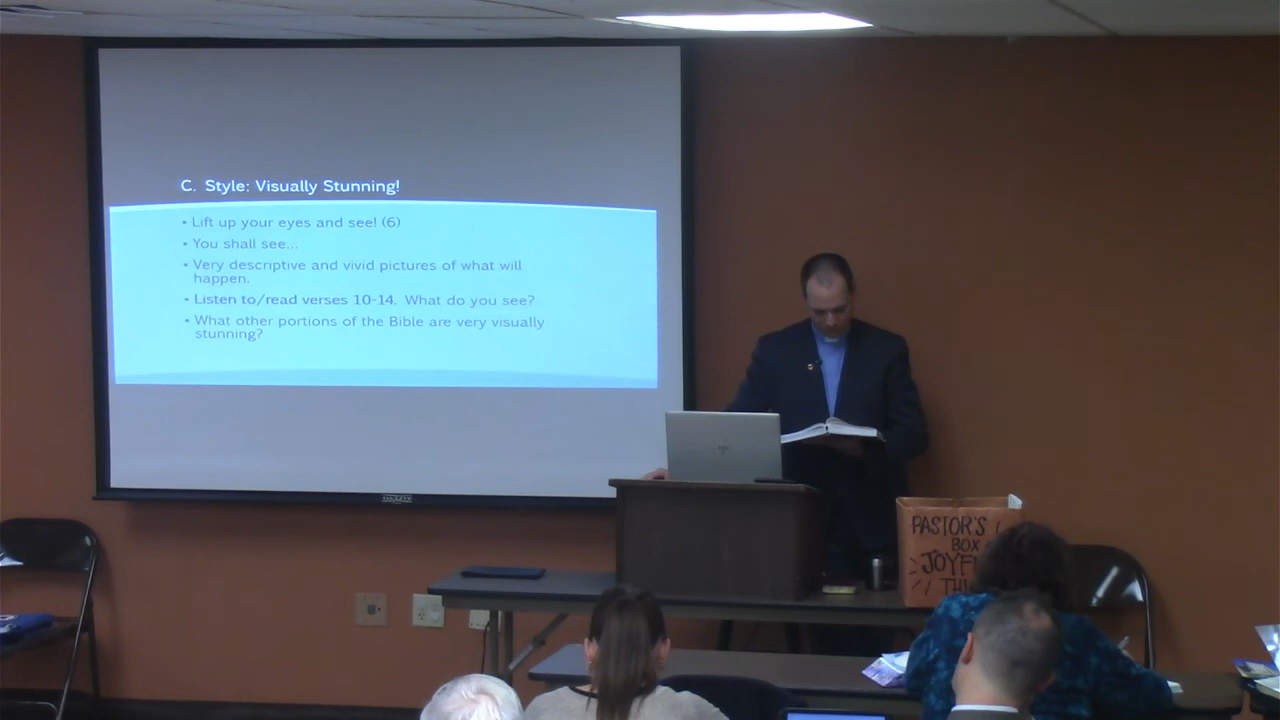 C. Style: Visually Stunning!
▪ Lift up your eyes and see! (6)
▪ You shall see...
▪ Very descriptive and vivid pictures of what will
happen.
▪ Listen to/read verses 10-14. What do you see?
▪ What other portions of the Bible are very visually
stunning?
DA-LITE
PASTOR'S
BOX